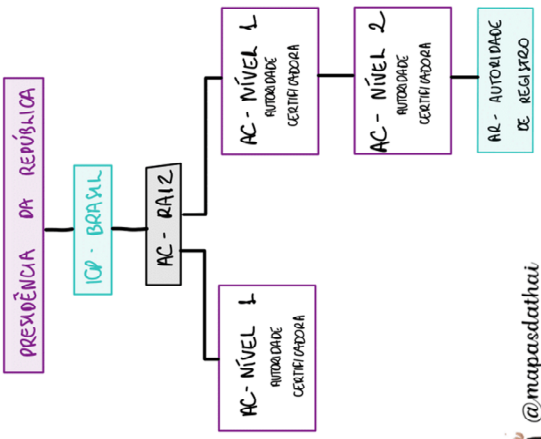 PRESIDÊNCIA DA REPÚBLICA
ICP - BRASIL
AC - RAIZ
AC - NÍVEL 1
AUTORIDADE
CERTIFICADORA
AC - NÍVEL 1
AUTORIDADE
CERTIFICADORA
AC - NÍVEL 2
AUTORIDADE
CERTIFICADORA
AR - AUTORIDADE
DE REGISTRO
@mapasdathai